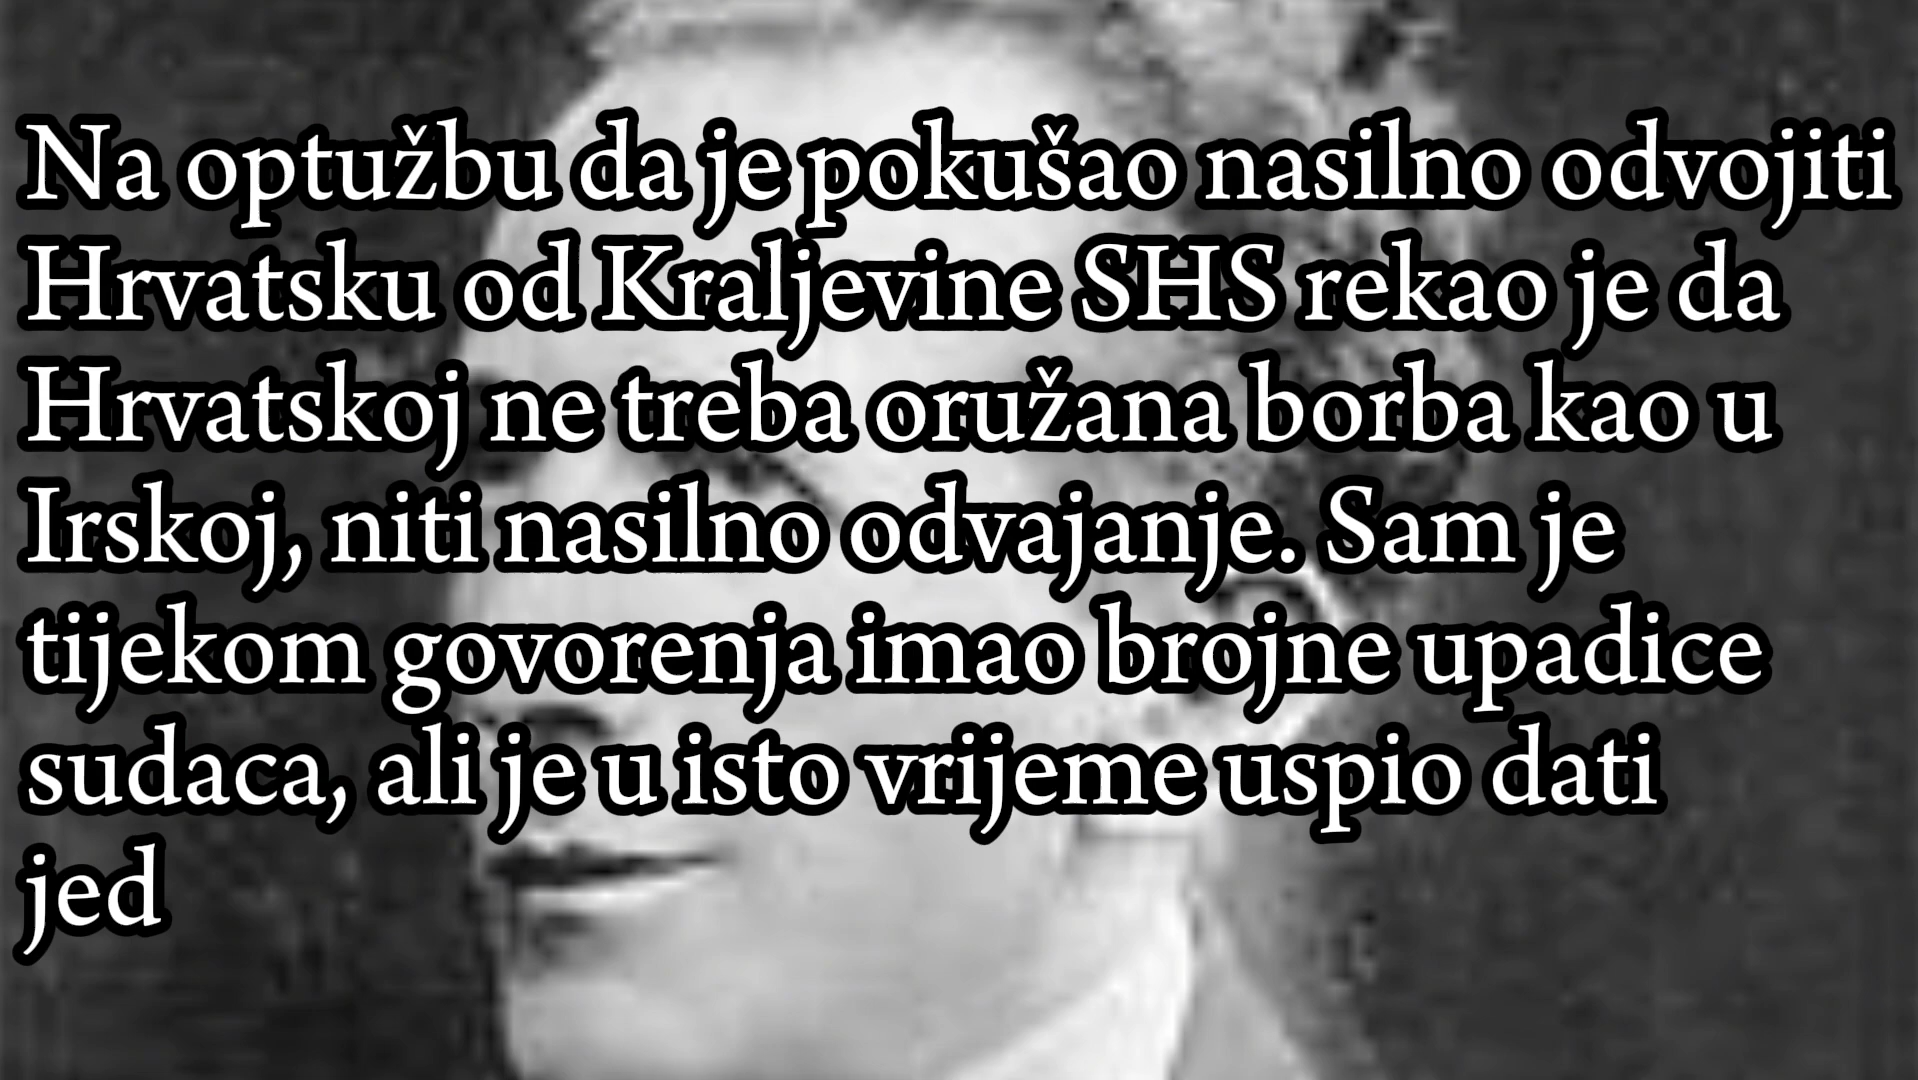 Na optužbu da je pokušao nasilno odvojiti
Hrvatsku od Kraljevine SHS rekao je da
Hrvatskoj ne treba oružana borba kao u
Irskoj, niti nasilno odvajanje. Sam je
tijekom govorenja imao brojne upadice
sudaca, ali je u isto vrijeme uspio dati
jed